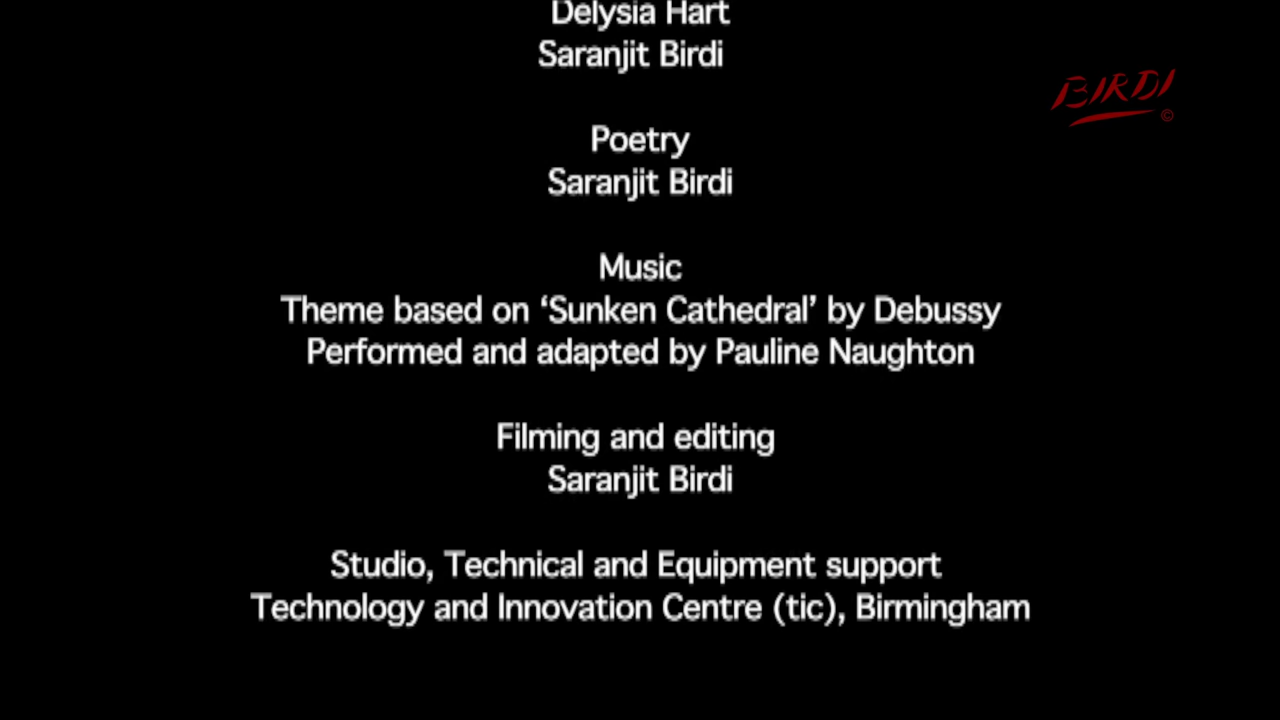 Delysia Hart
Saranjit Birdi
BIRDI
©
Poetry
Saranjit Birdi
Music
Theme based on ‘Sunken Cathedral’ by Debussy
Performed and adapted by Pauline Naughton
Filming and editing
Saranjit Birdi
Studio, Technical and Equipment support
Technology and Innovation Centre (tic), Birmingham